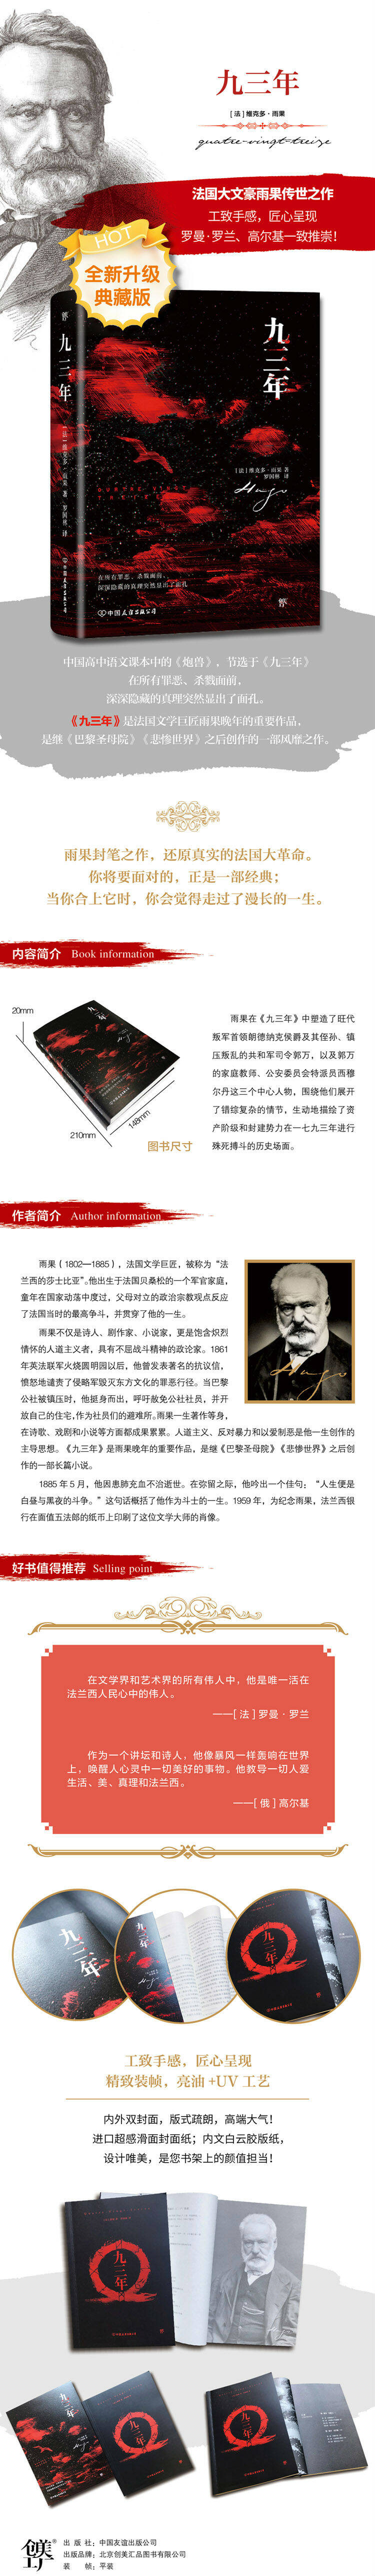 九三年
[法]维克多·雨果
quatre-vingt-treize
法国大文豪雨果传世之作
工致手感，匠心呈现
罗曼·罗兰、高尔基一致推崇！
HOT
全新升级
典藏版
九三年
[法]维克多·雨果 著 罗国林 译
九三年
[法]维克多·雨果 著
罗国林 译
Hugo
在所有罪恶、杀戮面前，
深深隐藏的真理突然显出了面孔
中国友谊出版公司
中国高中语文课本中的《炮兽》，节选于《九三年》
在所有罪恶、杀戮面前，
深深隐藏的真理突然显出了面孔。
《九三年》是法国文学巨匠雨果晚年的重要作品，
是继《巴黎圣母院》《悲惨世界》之后创作的一部风靡之作。
雨果封笔之作，还原真实的法国大革命。
你将要面对的，正是一部经典；
当你合上它时，你会觉得走过了漫长的一生。
内容简介 Book information
20mm
210mm
148mm
图书尺寸
雨果在《九三年》中塑造了旺代
叛军首领朗德纳克侯爵及其侄孙、镇
压叛乱的共和军司令郭万，以及郭万
的家庭教师、公安委员会特派员西穆
尔丹这三个中心人物，围绕他们展开
了错综复杂的情节，生动地描绘了资
产阶级和封建势力在一七九三年进行
殊死搏斗的历史场面。
作者简介 Author information
雨果（1802—1885），法国文学巨匠，被称为“法
兰西的莎士比亚”。他出生于法国贝桑松的一个军官家庭，
童年在国家动荡中度过，父母对立的政治宗教观点反应
了法国当时的最高争斗，并贯穿了他的一生。
雨果不仅是诗人、剧作家、小说家，更是饱含炽烈
情怀的人道主义者，具有不屈战斗精神的政论家。1861
年英法联军火烧圆明园以后，他曾发表著名的抗议信，
愤怒地谴责了侵略军毁灭东方文化的罪恶行径。当巴黎
公社被镇压时，他挺身而出，呼吁赦免公社社员，并开
放自己的住宅，作为社员们的避难所。雨果一生著作等身，
在诗歌、戏剧和小说等方面都成果累累。人道主义、反对暴力和以爱制恶是他一生创作的
主导思想。《九三年》是雨果晚年的重要作品，是继《巴黎圣母院》《悲惨世界》之后创
作的一部长篇小说。
1885 年 5 月，他因患肺充血不治逝世。在弥留之际，他吟出一个佳句：“人生便是
白昼与黑夜的斗争。”这句话概括了他作为斗士的一生。1959 年，为纪念雨果，法兰西银
行在面值五法郎的纸币上印刷了这位文学大师的肖像。
好书值得推荐 Selling point
在文学界和艺术界的所有伟人中，他是唯一活在
法兰西人民心中的伟人。
——[ 法 ] 罗曼·罗兰
作为一个讲坛和诗人，他像暴风一样轰响在世界
上，唤醒人心灵中一切美好的事物。他教导一切人爱
生活、美、真理和法兰西。
——[ 俄 ] 高尔基
九三年
九三年
Hugo
九三年
工致手感，匠心呈现
精致装帧，亮油 +UV 工艺
内外双封面，版式疏朗，高端大气！
进口超感滑面封面纸；内文白云胶版纸，
设计唯美，是您书架上的颜值担当！
九三年
九三年
九三年
九三年
创美工厂®
出 版 社：中国友谊出版公司
出版品牌：北京创美汇品图书有限公司
装 帧：平装